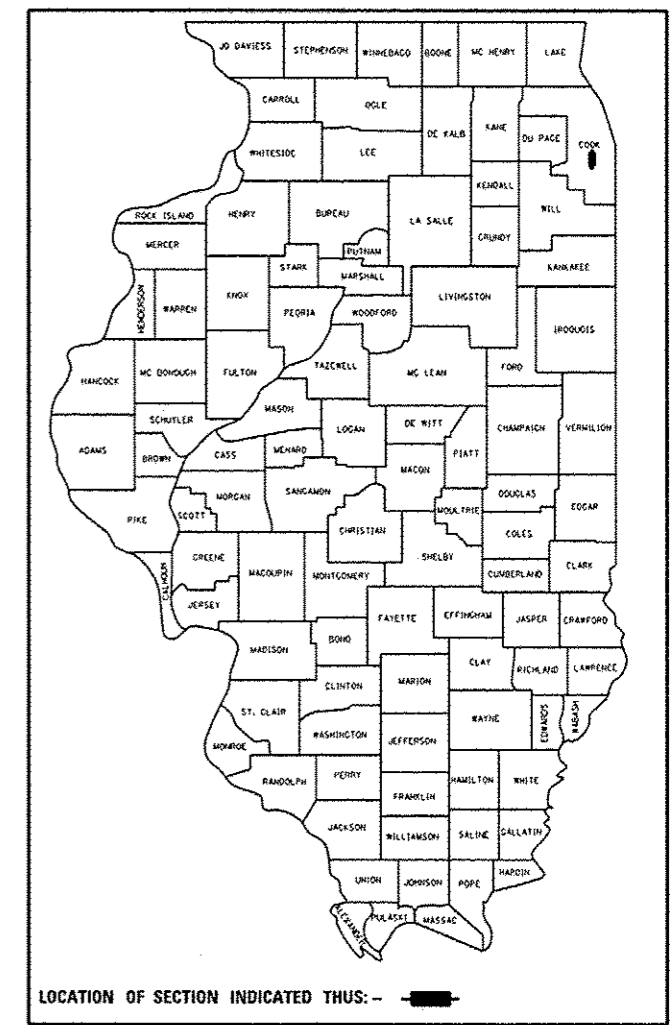 JO DAVIESS STEPHENSON WINNEBAGO BOONE MC HENRY LAKE
CARROLL OGLE DE KALB KANE DU PAGE COOK
WHITESIDE LEE
KENDALL WILL
ROCK ISLAND HENRY BUREAU LA SALLE
MERCER PUTNAM GRUNDY
STARK MARSHALL KANKAKEE
HENDERSON WARREN KNOX PEORIA WOODFORD LIVINGSTON IROQUOIS
HANCOCK MC DONOUGH FULTON TAZEWELL MC LEAN FORD
SCHUYLER MASON LOGAN DE WITT CHAMPAIGN VERMILION
ADAMS BROWN CASS MENARD MACON PIATT
PIKE SCOTT MORGAN SANGAMON MOULTRIE DOUGLAS EDGAR
CHRISTIAN COLES
CALHOUN GREENE MACOUPIN MONTGOMERY SHELBY CUMBERLAND CLARK
JERSEY FAYETTE EFFINGHAM JASPER CRAWFORD
MADISON BOND CLAY RICHLAND LAWRENCE
CLINTON MARION
ST. CLAIR WASHINGTON WAYNE EDWARDS WABASH
MONROE JEFFERSON
RANDOLPH PERRY HAMILTON WHITE
FRANKLIN
JACKSON WILLIAMSON SALINE GALLATIN
UNION JOHNSON POPE HARDIN
ALEXANDER PULASKI MASSAC
LOCATION OF SECTION INDICATED THUS: -